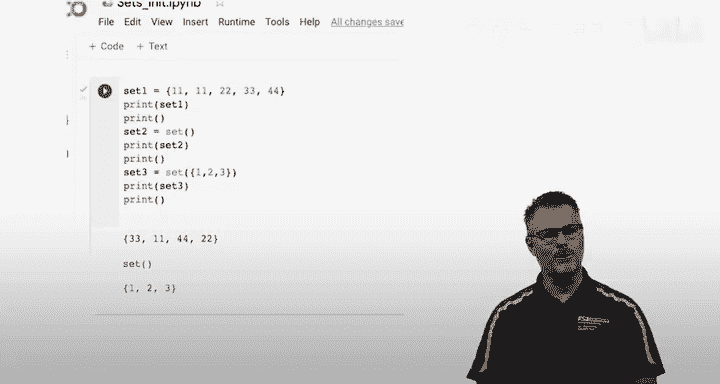 Sets_init.ipynb
File Edit View Insert Runtime Tools Help All changes save
+ Code + Text
set1 = {11, 11, 22, 33, 44}
print(set1)
print()
set2 = set()
print(set2)
print()
set3 = set({1,2,3})
print(set3)
print()
{33, 11, 44, 22}
set()
{1, 2, 3}